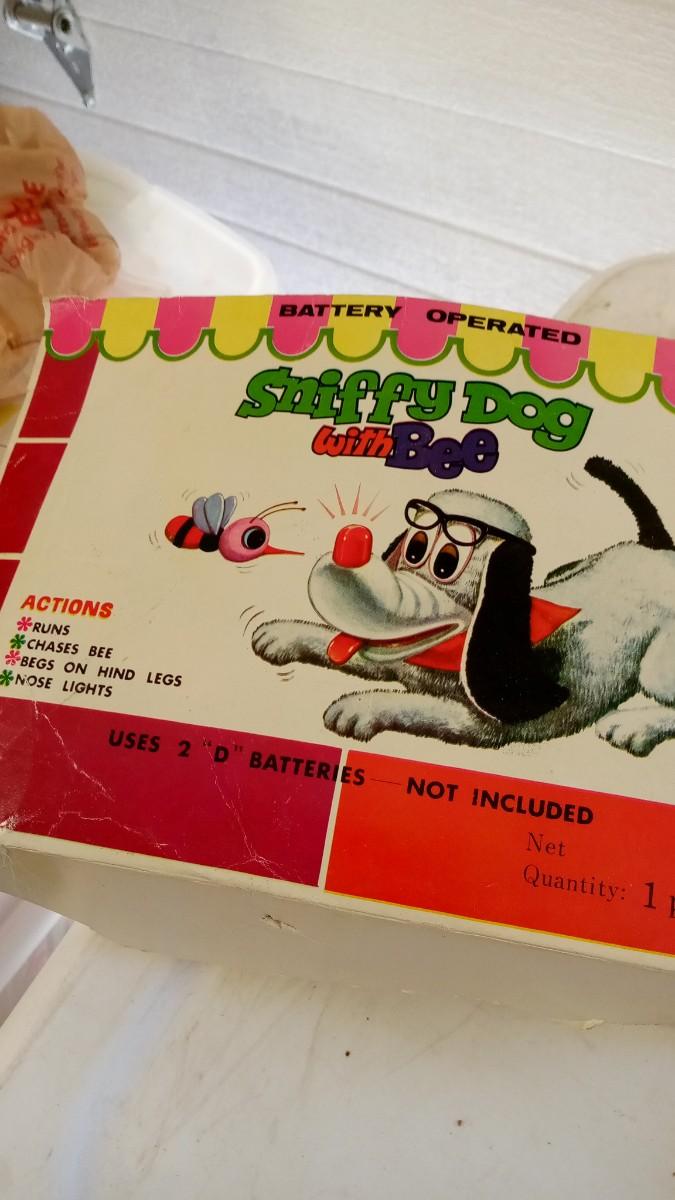 BATTERY OPERATED
Sniffy Dog
with Bee
ACTIONS
*RUNS
*CHASES BEE
*BEGS ON HIND LEGS
*NOSE LIGHTS
USES 2 "D" BATTERIES — NOT INCLUDED
Net
Quantity: 1